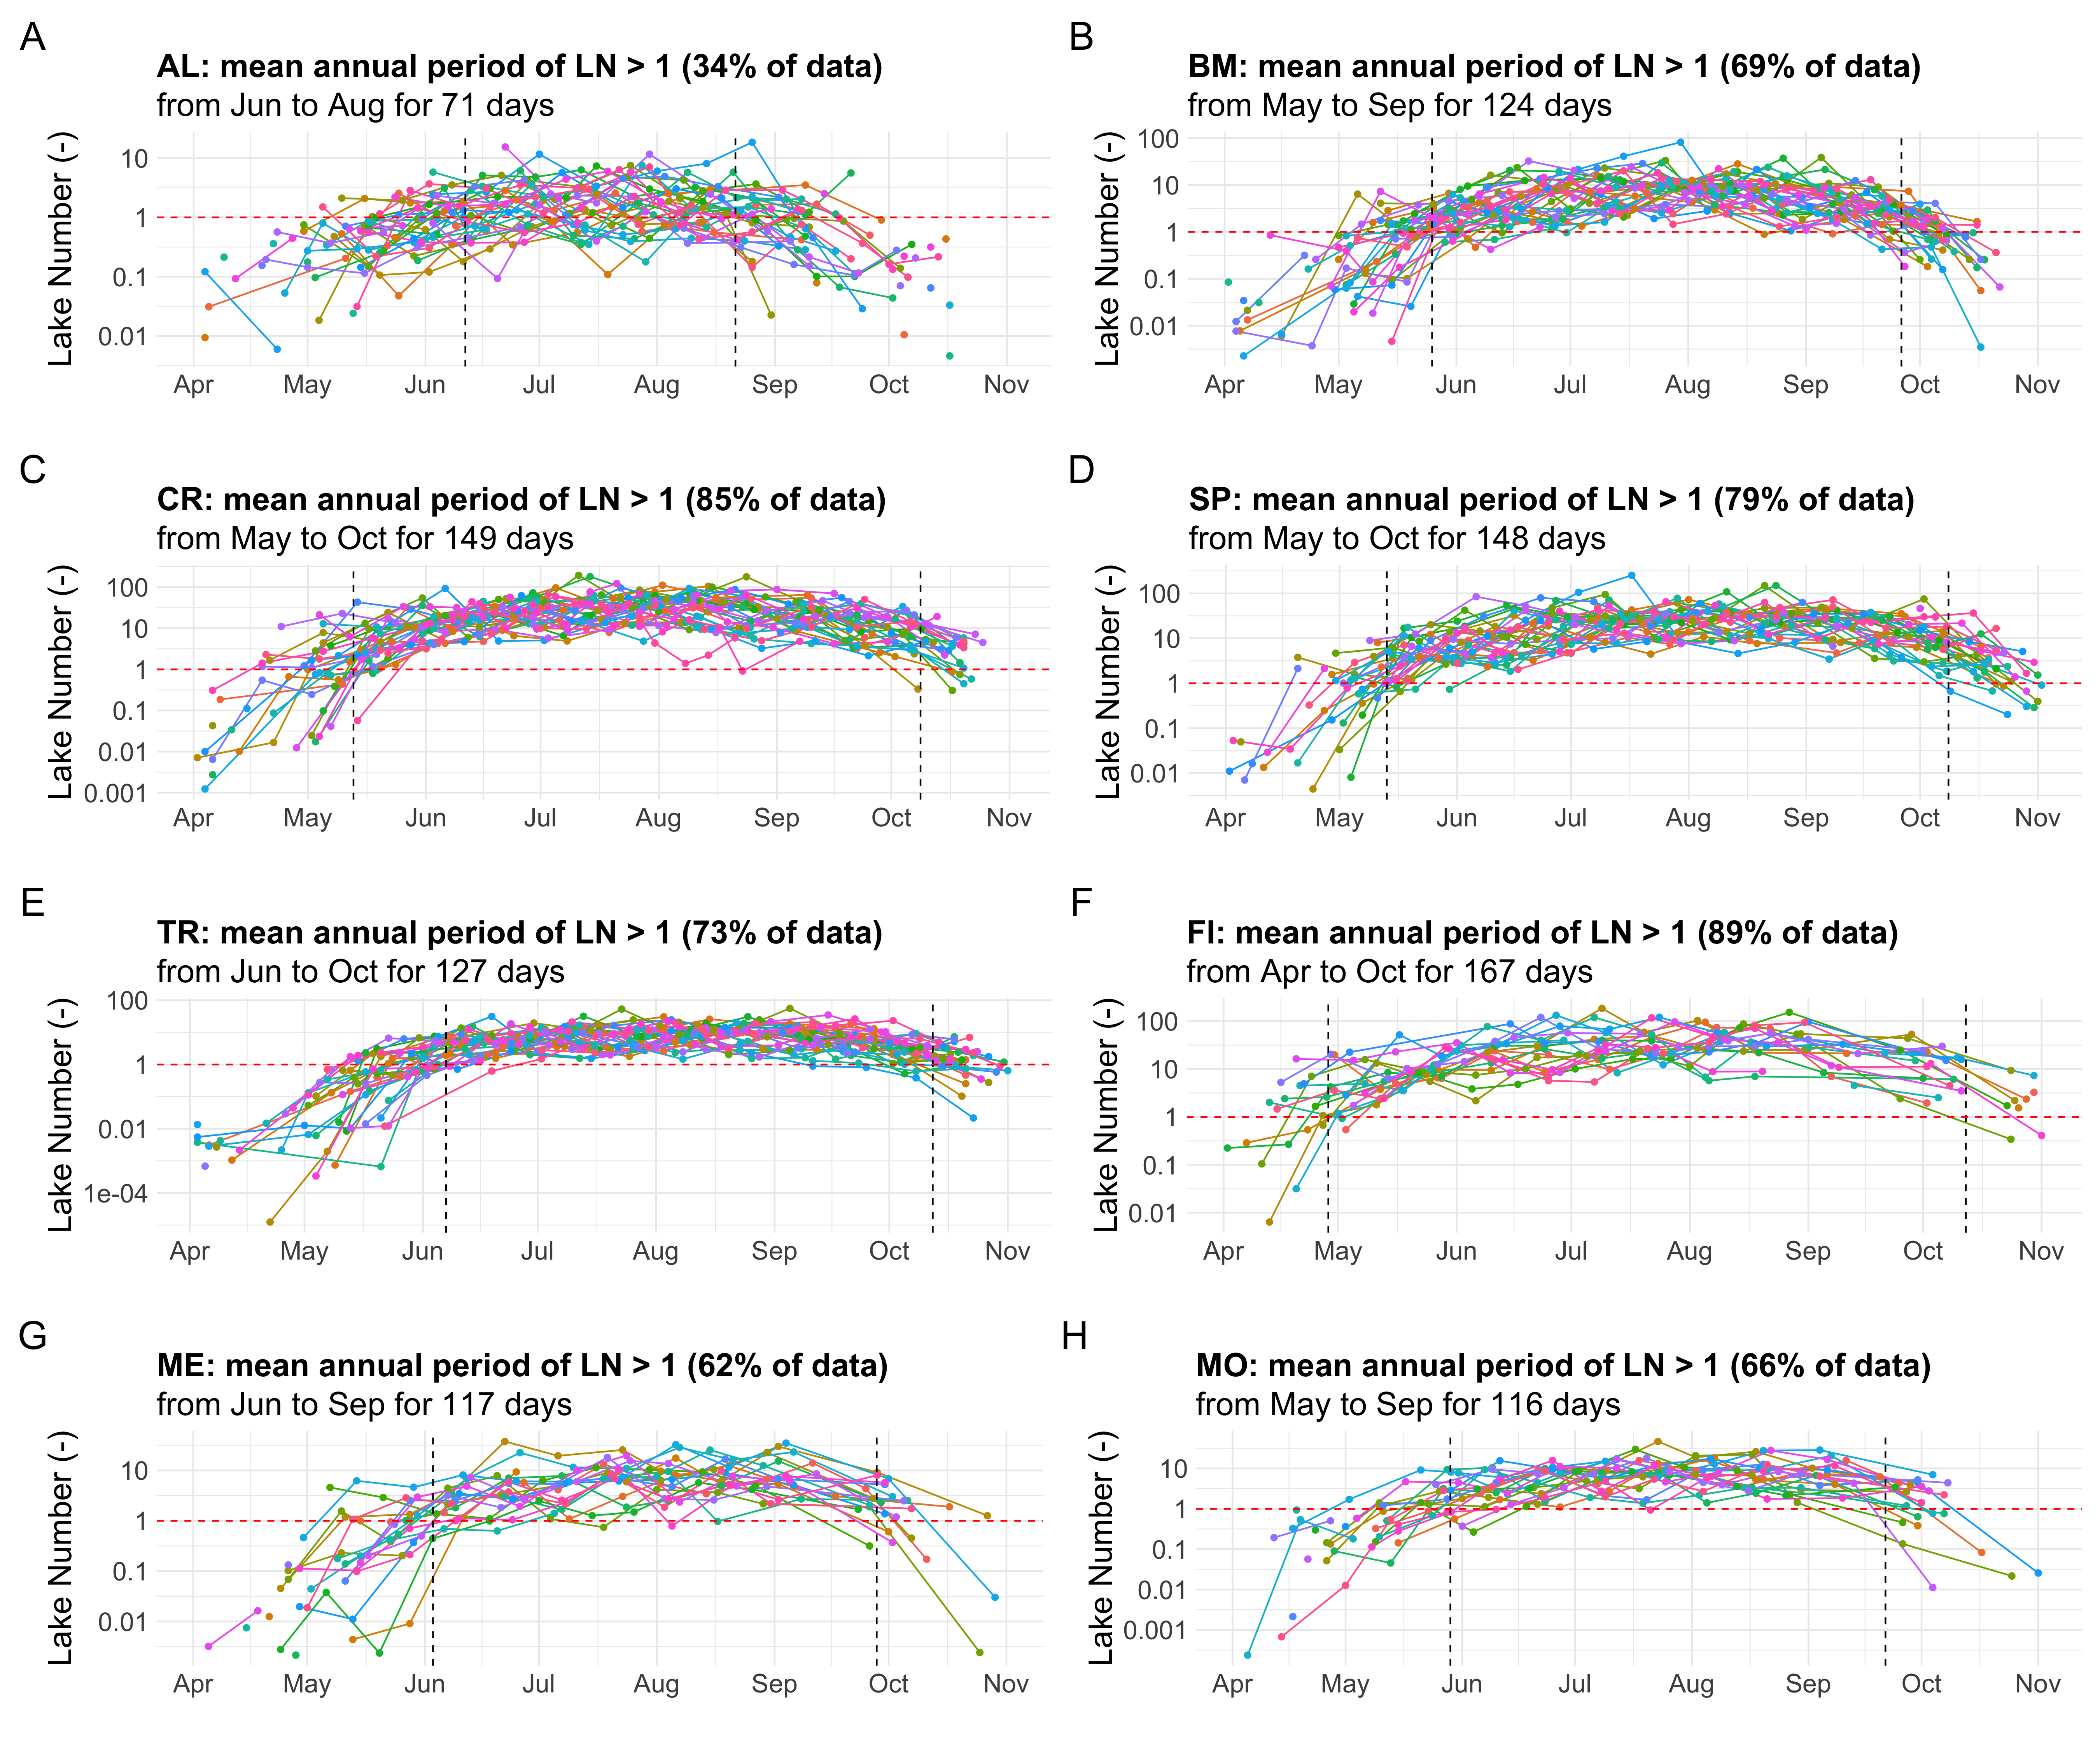 A
AL: mean annual period of LN > 1 (34% of data)
from Jun to Aug for 71 days
Lake Number (-)
10
1
0.1
0.01
Apr May Jun Jul Aug Sep Oct Nov
B
BM: mean annual period of LN > 1 (69% of data)
from May to Sep for 124 days
Lake Number (-)
100
10
1
0.1
0.01
Apr May Jun Jul Aug Sep Oct Nov
C
CR: mean annual period of LN > 1 (85% of data)
from May to Oct for 149 days
Lake Number (-)
100
10
1
0.1
0.01
0.001
Apr May Jun Jul Aug Sep Oct Nov
D
SP: mean annual period of LN > 1 (79% of data)
from May to Oct for 148 days
Lake Number (-)
100
10
1
0.1
0.01
Apr May Jun Jul Aug Sep Oct Nov
E
TR: mean annual period of LN > 1 (73% of data)
from Jun to Oct for 127 days
Lake Number (-)
100
1
0.01
1e-04
Apr May Jun Jul Aug Sep Oct Nov
F
FI: mean annual period of LN > 1 (89% of data)
from Apr to Oct for 167 days
Lake Number (-)
100
10
1
0.1
0.01
Apr May Jun Jul Aug Sep Oct Nov
G
ME: mean annual period of LN > 1 (62% of data)
from Jun to Sep for 117 days
Lake Number (-)
10
1
0.1
0.01
Apr May Jun Jul Aug Sep Oct Nov
H
MO: mean annual period of LN > 1 (66% of data)
from May to Sep for 116 days
Lake Number (-)
10
1
0.1
0.01
0.001
Apr May Jun Jul Aug Sep Oct Nov